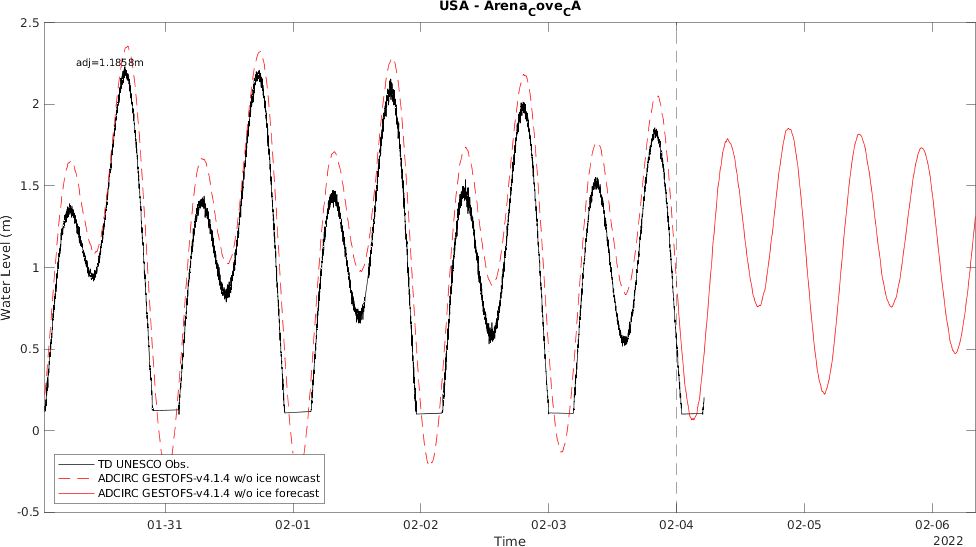 USA - ArenaCoveCA
adj=1.1858m
2.5
2
1.5
1
0.5
0
-0.5
Water Level (m)
TD UNESCO Obs.
ADCIRC GESTOFS-v4.1.4 w/o ice nowcast
ADCIRC GESTOFS-v4.1.4 w/o ice forecast
01-31 02-01 02-02 02-03 02-04 02-05 02-06
Time 2022